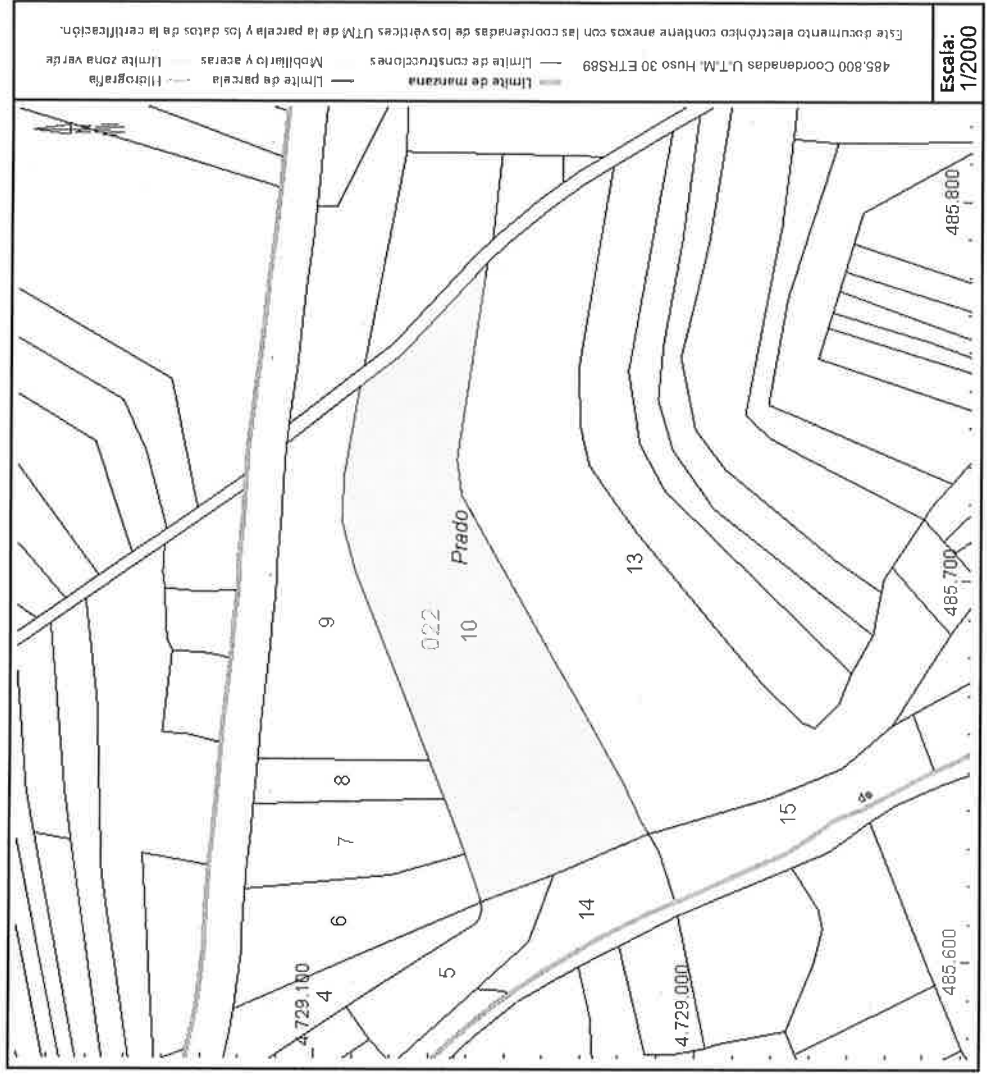 Este documento electrónico contiene anexos con las coordenadas de los vértices UTM de la parcela y los datos de la certificación.
485.800 Coordenadas U.T.M. Huso 30 ETRS89
Límite de manzana
Límite de parcela
Límite de construcciones
Mobiliario y aceras
Límite zona verde
Hidrografía
Escala:
1/2000
4.729.100
4
6
7
8
9
5
022
10
Prado
14
13
15
de
4.729.000
485.600
485.700
485.800